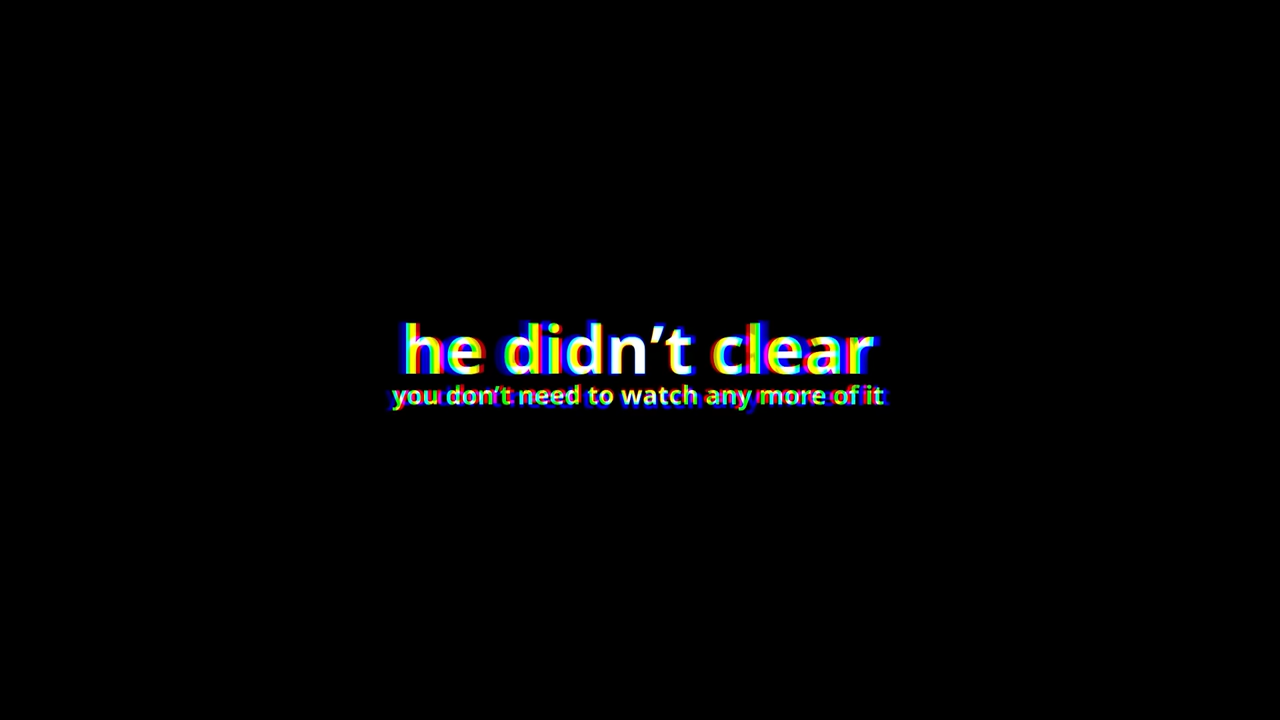 he didn’t clear
you don’t need to watch any more of it